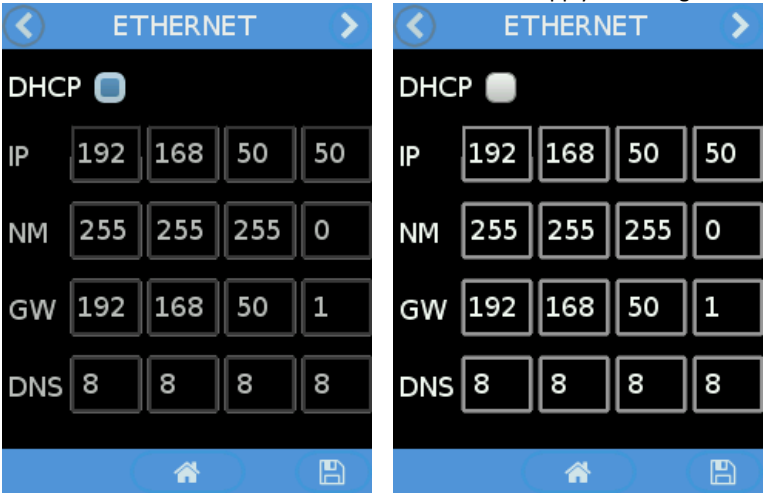 ETHERNET
DHCP
IP 192 168 50 50
NM 255 255 255 0
GW 192 168 50 1
DNS 8 8 8 8
ETHERNET
DHCP
IP 192 168 50 50
NM 255 255 255 0
GW 192 168 50 1
DNS 8 8 8 8